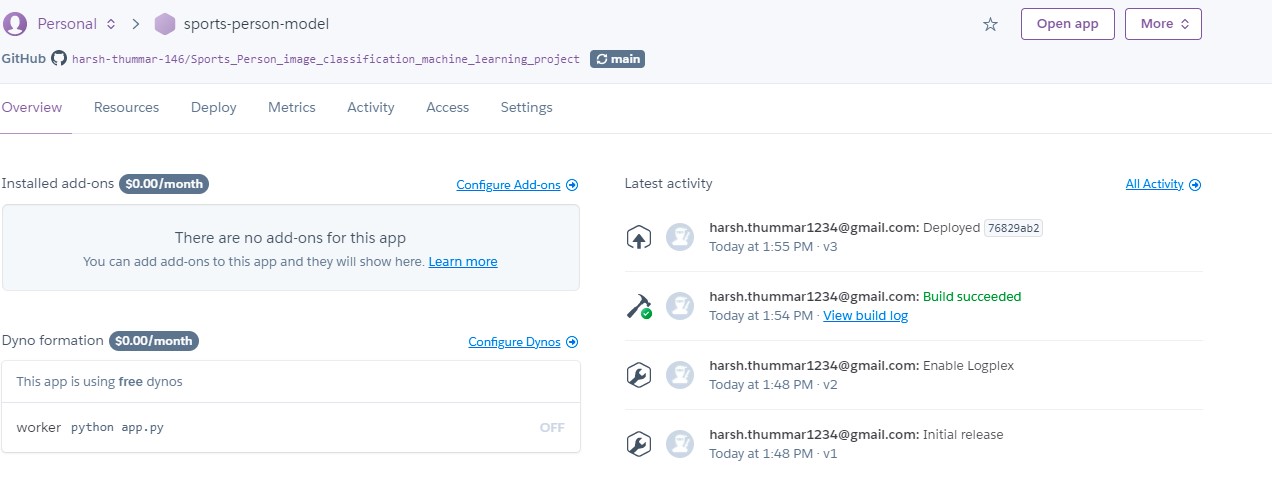 Personal sports-person-model Open app More
GitHub harsh-thummar-146/Sports_Person_image_classification_machine_learning_project main
Overview Resources Deploy Metrics Activity Access Settings
Installed add-ons $0.00/month Configure Add-ons
There are no add-ons for this app
You can add add-ons to this app and they will show here. Learn more
Dyno formation $0.00/month Configure Dynos
This app is using free dynos
worker python app.py OFF
Latest activity All Activity
harsh.thummar1234@gmail.com: Deployed 76829ab2
Today at 1:55 PM · v3
harsh.thummar1234@gmail.com: Build succeeded
Today at 1:54 PM · View build log
harsh.thummar1234@gmail.com: Enable Logplex
Today at 1:48 PM · v2
harsh.thummar1234@gmail.com: Initial release
Today at 1:48 PM · v1